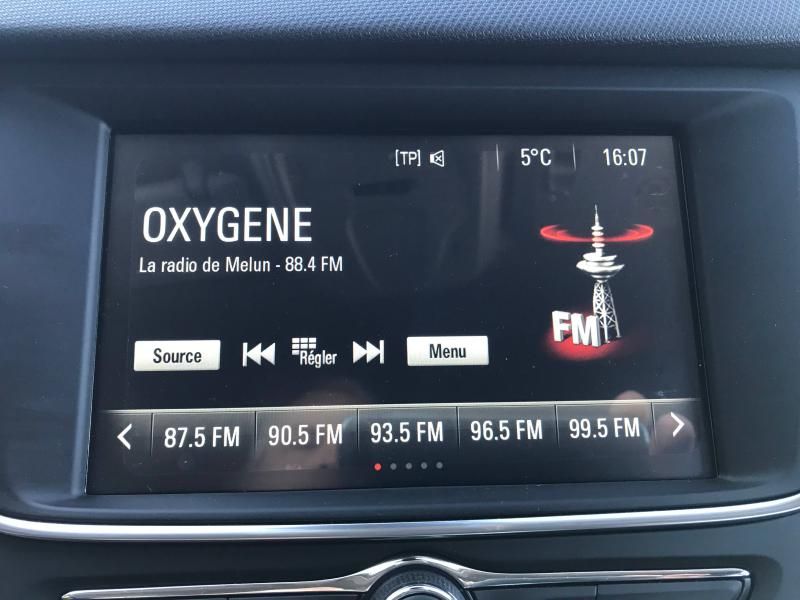 [TP] 5°C 16:07
OXYGENE
La radio de Melun - 88.4 FM
FM
Source Régler Menu
87.5 FM 90.5 FM 93.5 FM 96.5 FM 99.5 FM